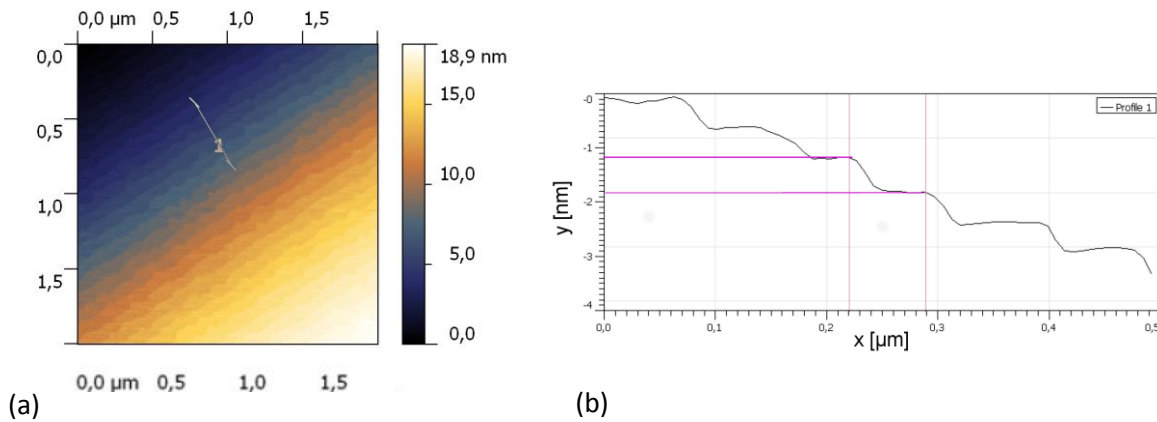 0,0 µm 0,5 1,0 1,5
0,0
0,5
1,0
1,5
1
18,9 nm
15,0
10,0
5,0
0,0
0,0 µm 0,5 1,0 1,5
(a)
Profile 1
-0
-1
-2
-3
-4
y [nm]
0,0 0,1 0,2 0,3 0,4 0,5
x [µm]
(b)